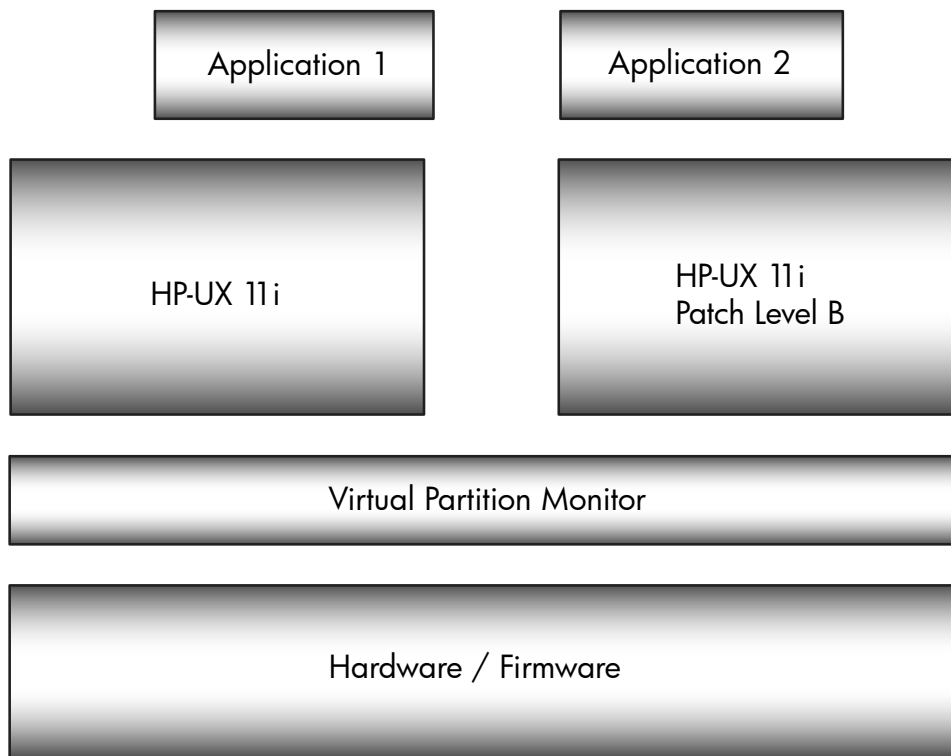 Application 1
Application 2
HP-UX 11i
HP-UX 11i
Patch Level B
Virtual Partition Monitor
Hardware / Firmware